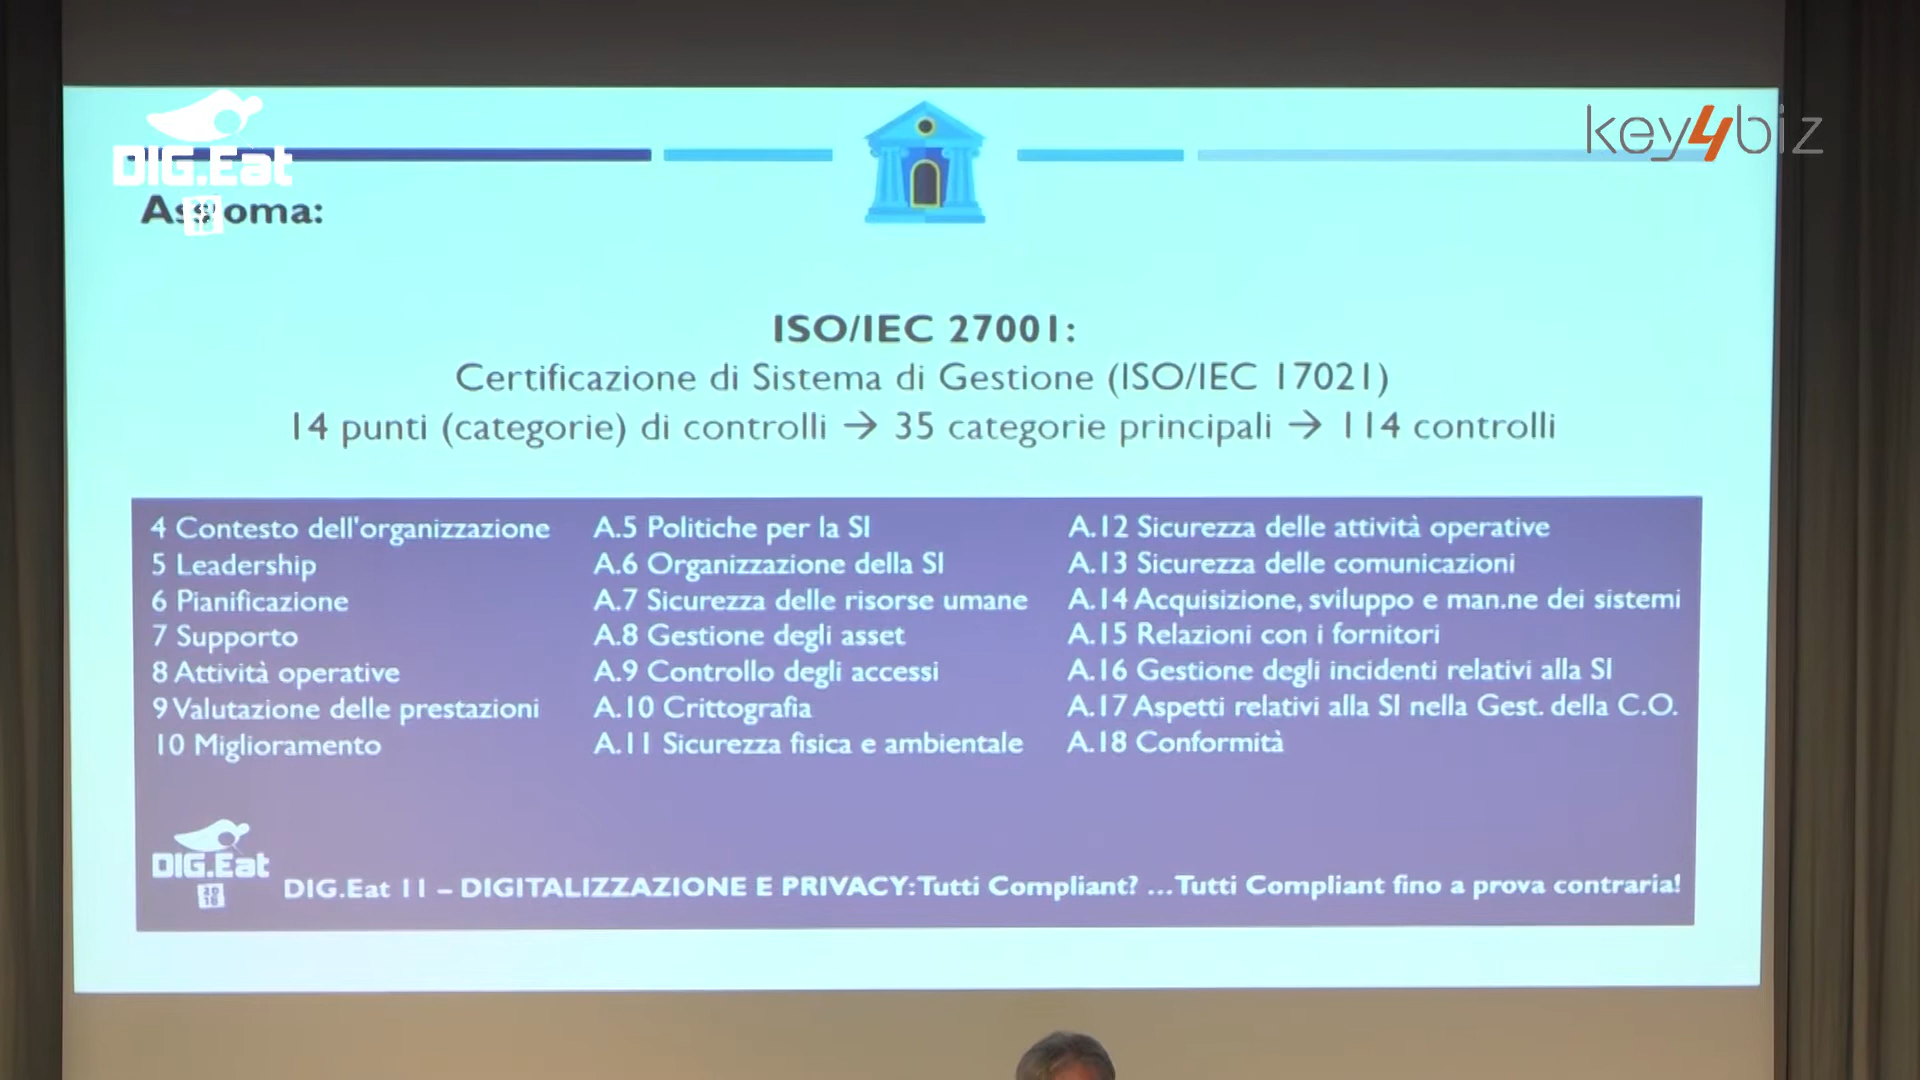 DIG.Eat
key4biz
Assioma:
ISO/IEC 27001:
Certificazione di Sistema di Gestione (ISO/IEC 17021)
14 punti (categorie) di controlli → 35 categorie principali → 114 controlli
4 Contesto dell'organizzazione
5 Leadership
6 Pianificazione
7 Supporto
8 Attività operative
9 Valutazione delle prestazioni
10 Miglioramento
A.5 Politiche per la SI
A.6 Organizzazione della SI
A.7 Sicurezza delle risorse umane
A.8 Gestione degli asset
A.9 Controllo degli accessi
A.10 Crittografia
A.11 Sicurezza fisica e ambientale
A.12 Sicurezza delle attività operative
A.13 Sicurezza delle comunicazioni
A.14 Acquisizione, sviluppo e man.ne dei sistemi
A.15 Relazioni con i fornitori
A.16 Gestione degli incidenti relativi alla SI
A.17 Aspetti relativi alla SI nella Gest. della C.O.
A.18 Conformità
DIG.Eat
2018
DIG.Eat 11 – DIGITALIZZAZIONE E PRIVACY: Tutti Compliant? …Tutti Compliant fino a prova contraria!